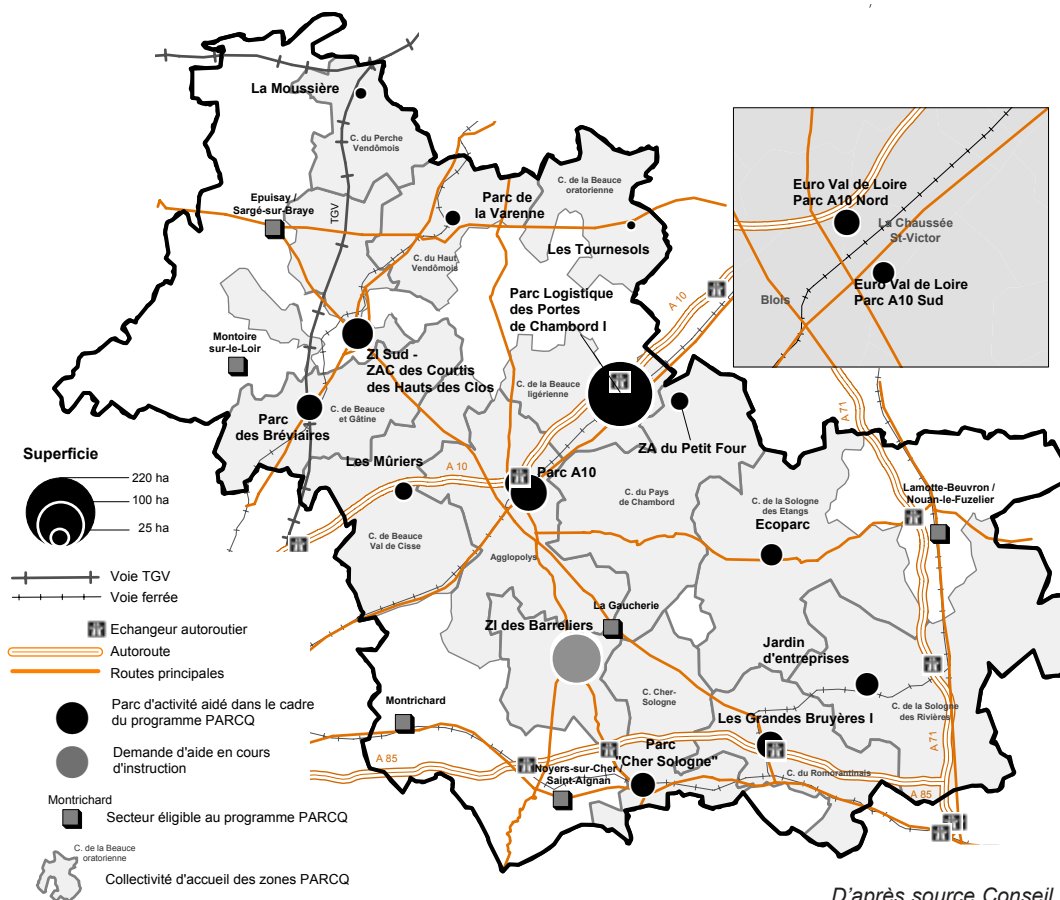 La Moussière
C. du Perche
Vendômois
Epuisay /
Sargé-sur-Braye
TGV
Parc de
la Varenne
C. de la Beauce
oratorienne
Les Tournesols
C. du Haut
Vendômois
Parc Logistique
des Portes
de Chambord I
A 10
Montoire
sur-le-Loir
ZI Sud -
ZAC des Courtis
des Hauts des Clos
C. de la Beauce
ligérienne
Parc
des Bréviaires
C. de Beauce
et Gâtine
ZA du Petit Four
Les Mûriers
A 10
Parc A10
C. du Pays
de Chambord
C. de la Sologne
des Etangs
Ecoparc
A 71
Lamotte-Beuvron /
Nouan-le-Fuzelier
C. de Beauce
Val de Cisse
Agglopolys
La Gaucherie
ZI des Barreliers
Jardin
d'entreprises
C. Cher-
Sologne
C. de la Sologne
des Rivières
Montrichard
Les Grandes Bruyères I
A 71
A 85
Parc
"Cher Sologne"
Noyers-sur-Cher /
Saint-Aignan
C. du Romorantinais
A 85
Euro Val de Loire
Parc A10 Nord
La Chaussée
St-Victor
Euro Val de Loire
Parc A10 Sud
Blois
Superficie
220 ha
100 ha
25 ha
Voie TGV
Voie ferrée
Echangeur autoroutier
Autoroute
Routes principales
Parc d'activité aidé dans le cadre
du programme PARCQ
Demande d'aide en cours
d'instruction
Montrichard
Secteur éligible au programme PARCQ
C. de la Beauce
oratorienne
Collectivité d'accueil des zones PARCQ
D'après source Conseil